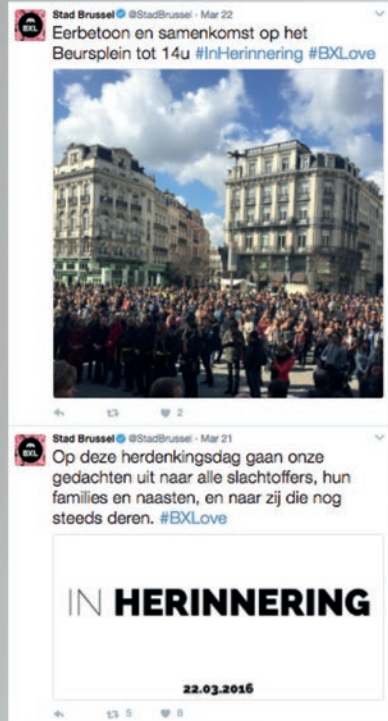 BXL
Stad Brussel @StadBrussel · Mar 22
Eerbetoon en samenkomst op het
Beursplein tot 14u #InHerinnering #BXLove
2
BXL
Stad Brussel @StadBrussel · Mar 21
Op deze herdenkingsdag gaan onze
gedachten uit naar alle slachtoffers, hun
families en naasten, en naar zij die nog
steeds deren. #BXLove
IN HERINNERING
22.03.2016
5 8